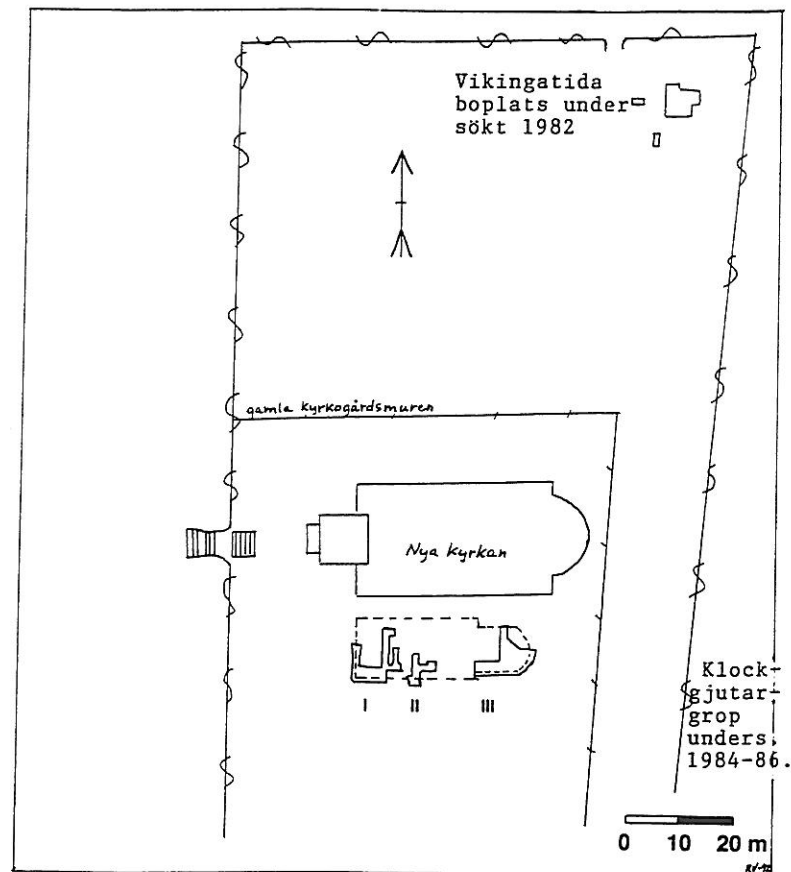 Vikingatida
boplats under
sökt 1982
gamla kyrkogårdsmuren
Nya kyrkan
I II III
Klock-
gjutar-
grop
unders.
1984-86.
0 10 20 m